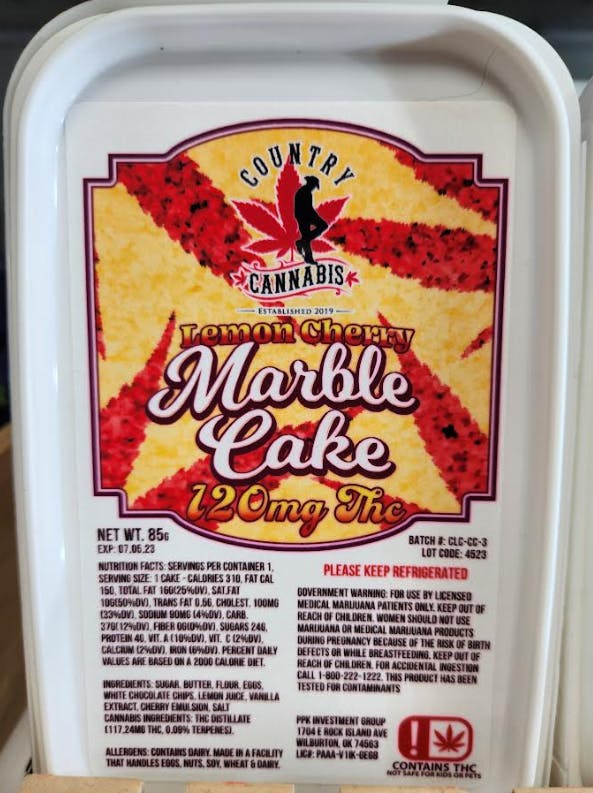 COUNTRY
CANNABIS
ESTABLISHED 2019
Lemon Cherry
Marble
Cake
120mg Thc
NET WT. 85G
EXP: 07.06.23
NUTRITION FACTS: SERVINGS PER CONTAINER 1,
SERVING SIZE: 1 CAKE - CALORIES 310, FAT CAL
150, TOTAL FAT 16G(25%DV), SAT.FAT
10G(50%DV), TRANS FAT 0.5G, CHOLEST. 100MG
(33%DV), SODIUM 90MG (4%DV), CARB.
37G(12%DV), FIBER 0G(0%DV), SUGARS 24G,
PROTEIN 4G, VIT. A (10%DV), VIT. C (2%DV),
CALCIUM (2%DV), IRON (6%DV). PERCENT DAILY
VALUES ARE BASED ON A 2000 CALORIE DIET.
INGREDIENTS: SUGAR, BUTTER, FLOUR, EGGS,
WHITE CHOCOLATE CHIPS, LEMON JUICE, VANILLA
EXTRACT, CHERRY EMULSION, SALT
CANNABIS INGREDIENTS: THC DISTILLATE
(117.24MG THC, 0.09% TERPENES).
ALLERGENS: CONTAINS DAIRY. MADE IN A FACILITY
THAT HANDLES EGGS, NUTS, SOY, WHEAT & DAIRY.
BATCH #: CLC-CC-3
LOT CODE: 4523
PLEASE KEEP REFRIGERATED
GOVERNMENT WARNING: FOR USE BY LICENSED
MEDICAL MARIJUANA PATIENTS ONLY. KEEP OUT OF
REACH OF CHILDREN. WOMEN SHOULD NOT USE
MARIJUANA OR MEDICAL MARIJUANA PRODUCTS
DURING PREGNANCY BECAUSE OF THE RISK OF BIRTH
DEFECTS OR WHILE BREASTFEEDING. KEEP OUT OF
REACH OF CHILDREN. FOR ACCIDENTAL INGESTION
CALL 1-800-222-1222. THIS PRODUCT HAS BEEN
TESTED FOR CONTAMINANTS
PPK INVESTMENT GROUP
1704 E ROCK ISLAND AVE
WILBURTON, OK 74563
LIC#: PAAA-V1IK-GEG8
!
CONTAINS THC
NOT SAFE FOR KIDS OR PETS